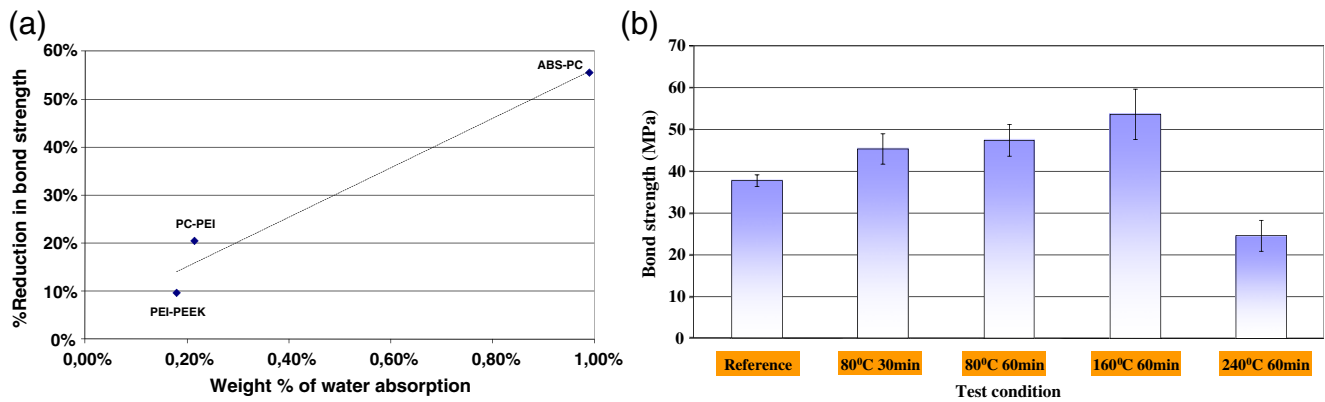 (a)
60%
50%
40%
30%
20%
10%
0%
%Reduction in bond strength
ABS-PC
PC-PEI
PEI-PEEK
0,00% 0,20% 0,40% 0,60% 0,80% 1,00%
Weight % of water absorption
(b)
70
60
50
40
30
20
10
0
Bond strength (MPa)
Reference 80⁰C 30min 80⁰C 60min 160⁰C 60min 240⁰C 60min
Test condition